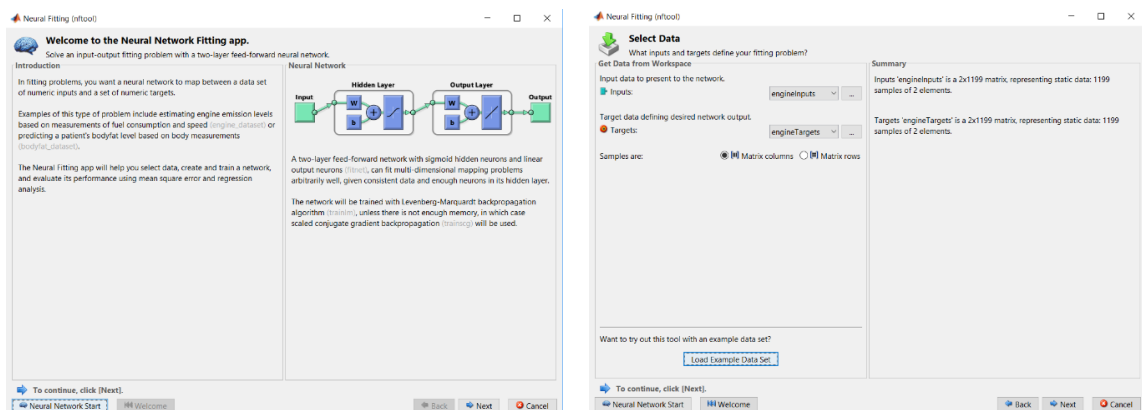 Neural Fitting (nftool)
Welcome to the Neural Network Fitting app.
Solve an input-output fitting problem with a two-layer feed-forward neural network.
Introduction
In fitting problems, you want a neural network to map between a data set
of numeric inputs and a set of numeric targets.
Examples of this type of problem include estimating engine emission levels
based on measurements of fuel consumption and speed (engine_dataset) or
predicting a patient's bodyfat level based on body measurements
(bodyfat_dataset).
The Neural Fitting app will help you select data, create and train a network,
and evaluate its performance using mean square error and regression
analysis.
Neural Network
Hidden Layer
Output Layer
Input
Output
W
b
+
W
b
+
A two-layer feed-forward network with sigmoid hidden neurons and linear
output neurons (fitnet), can fit multi-dimensional mapping problems
arbitrarily well, given consistent data and enough neurons in its hidden layer.
The network will be trained with Levenberg-Marquardt backpropagation
algorithm (trainlm), unless there is not enough memory, in which case
scaled conjugate gradient backpropagation (trainscg) will be used.
To continue, click [Next].
Neural Network Start
Welcome
Back
Next
Cancel
Neural Fitting (nftool)
Select Data
What inputs and targets define your fitting problem?
Get Data from Workspace
Input data to present to the network.
Inputs:
engineInputs
...
Target data defining desired network output.
Targets:
engineTargets
...
Samples are:
Matrix columns
Matrix rows
Want to try out this tool with an example data set?
Load Example Data Set
Summary
Inputs 'engineInputs' is a 2x1199 matrix, representing static data: 1199
samples of 2 elements.
Targets 'engineTargets' is a 2x1199 matrix, representing static data: 1199
samples of 2 elements.
To continue, click [Next].
Neural Network Start
Welcome
Back
Next
Cancel